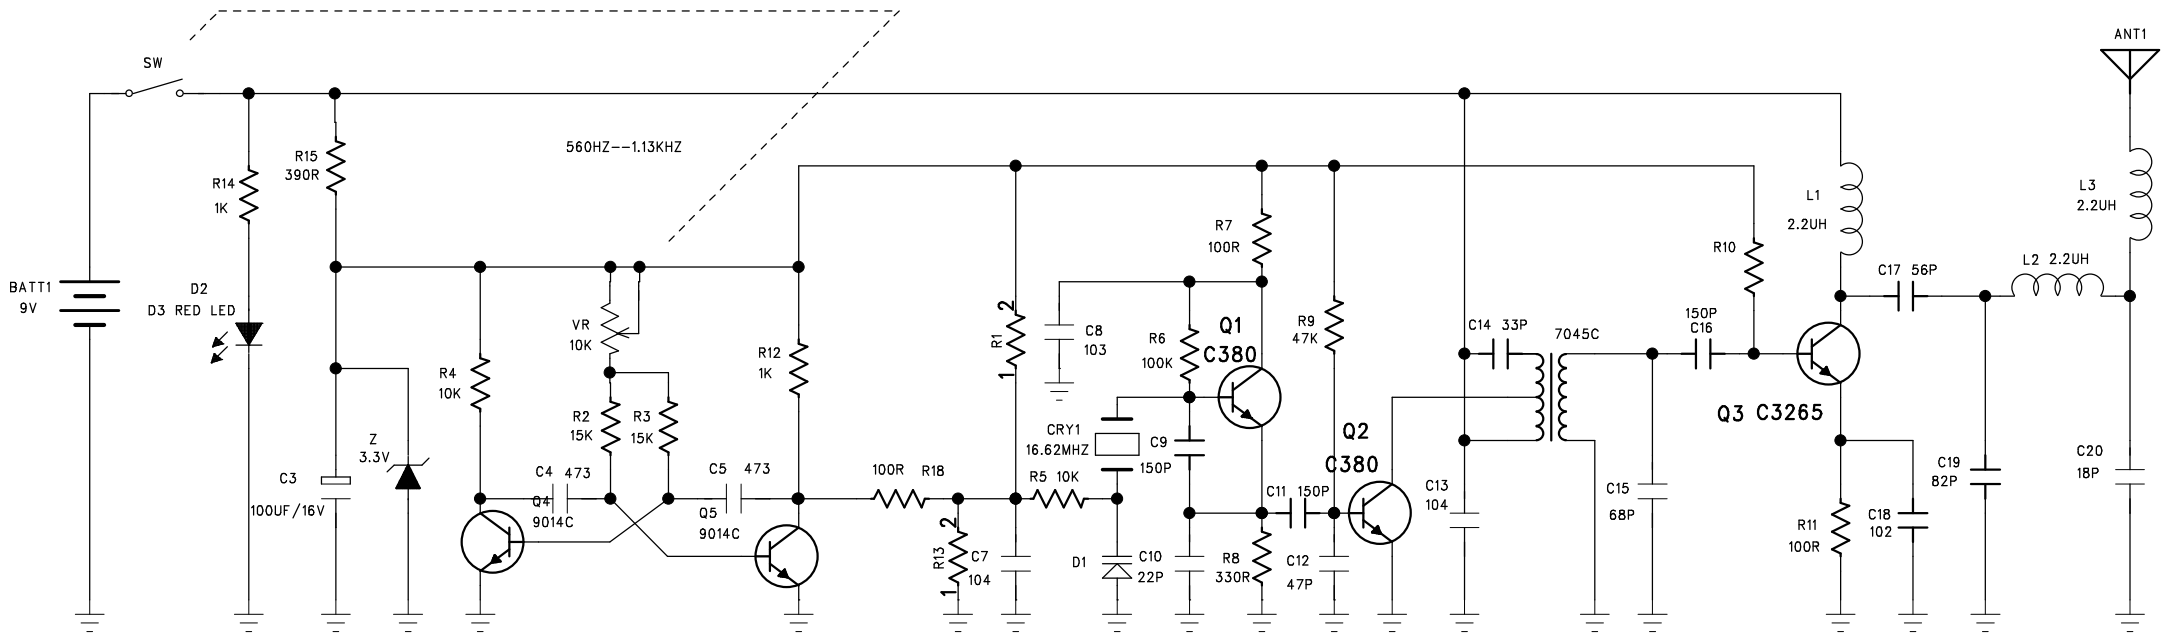 SW
ANT1
560HZ--1.13KHZ
R15
390R
R14
1K
BATT1
9V
D2
D3 RED LED
Z
3.3V
C3
100UF/16V
R4
10K
VR
10K
R2
15K
R3
15K
R12
1K
C4 473
C5 473
Q4
9014C
Q5
9014C
100R R18
R13
1
2
C7
104
R1
1
2
R5 10K
CRY1
16.62MHZ
D1
C8
103
R6
100K
R7
100R
Q1
C380
C9
150P
C10
22P
R8
330R
C11 150P
R9
47K
Q2
C380
C12
47P
C13
104
C14 33P
7045C
C15
68P
150P
C16
R10
Q3 C3265
L1
2.2UH
R11
100R
C18
102
C17 56P
C19
82P
L2 2.2UH
L3
2.2UH
C20
18P